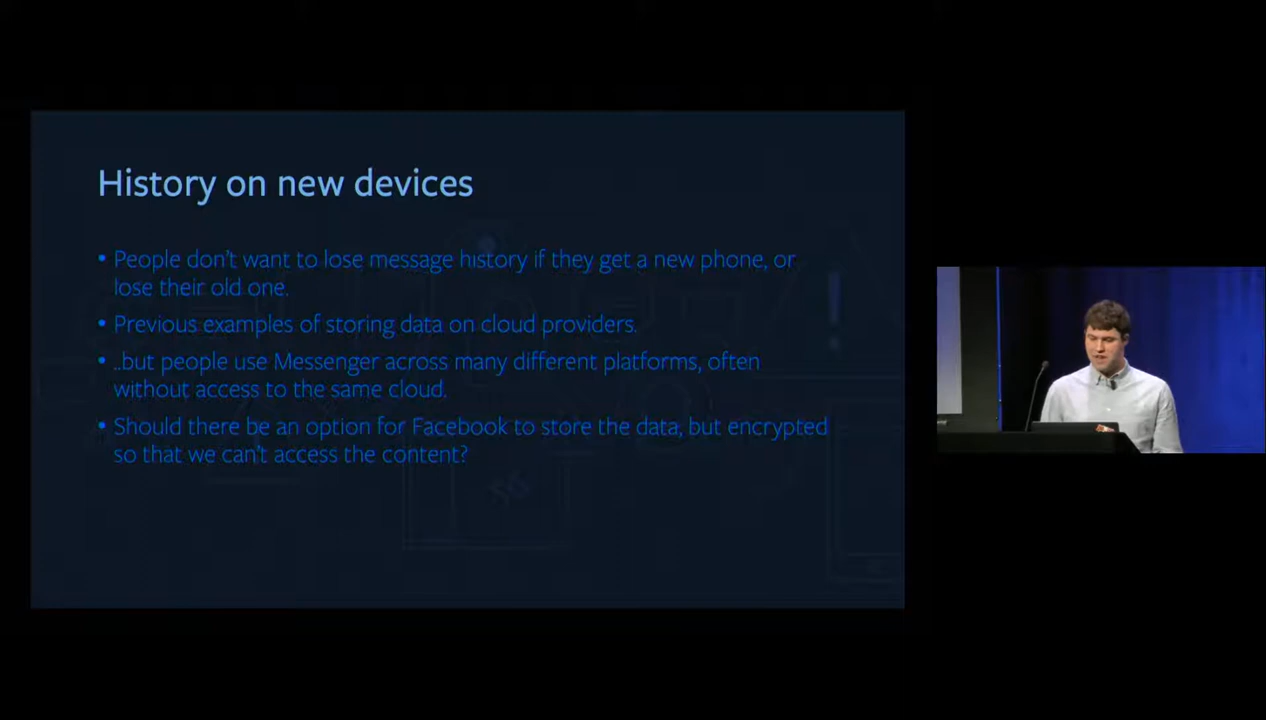 History on new devices
• People don't want to lose message history if they get a new phone, or
lose their old one.
• Previous examples of storing data on cloud providers.
• ..but people use Messenger across many different platforms, often
without access to the same cloud.
• Should there be an option for Facebook to store the data, but encrypted
so that we can't access the content?